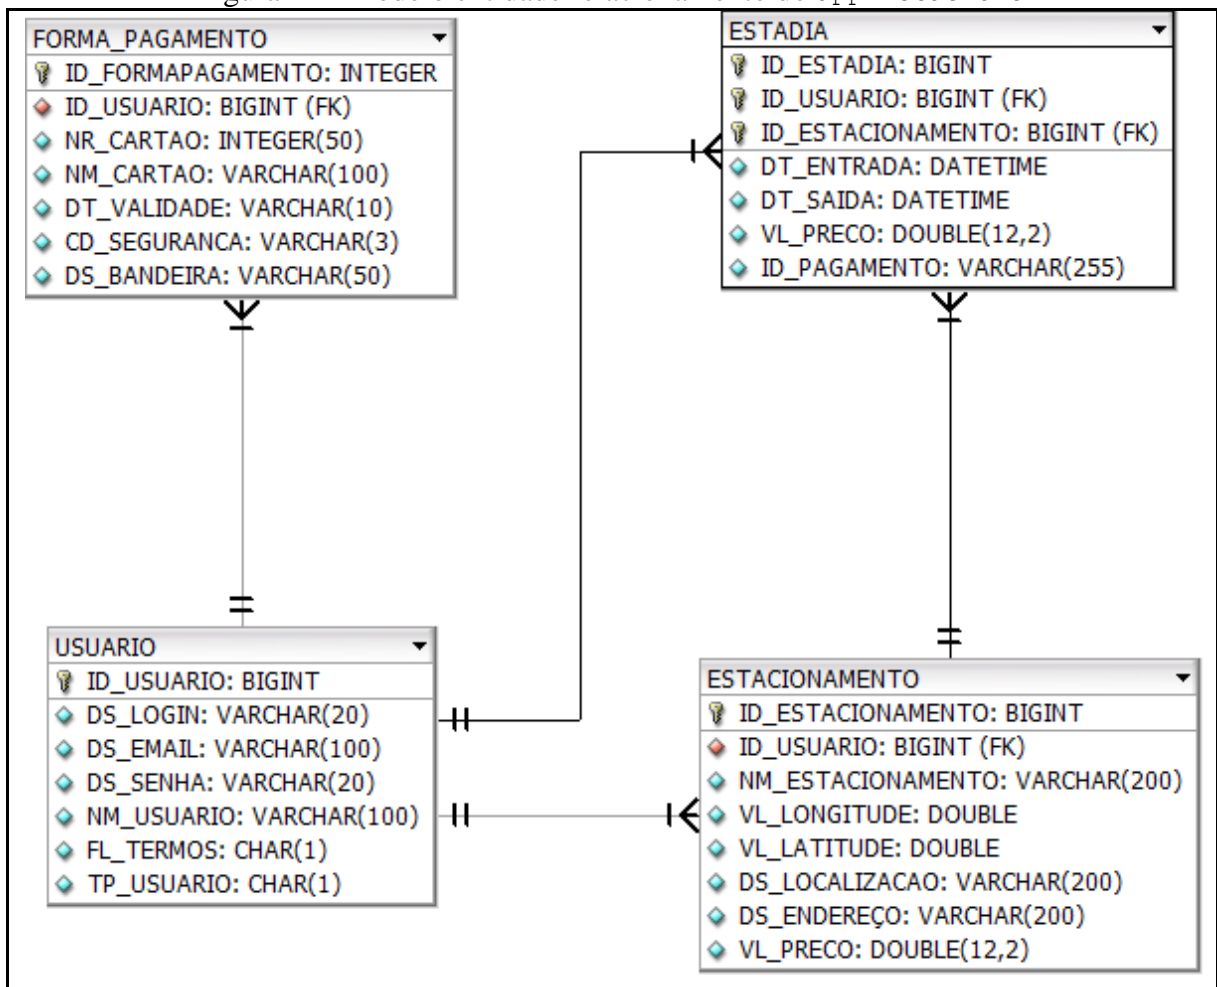 FORMA_PAGAMENTO
ID_FORMAPAGAMENTO: INTEGER
ID_USUARIO: BIGINT (FK)
NR_CARTAO: INTEGER(50)
NM_CARTAO: VARCHAR(100)
DT_VALIDADE: VARCHAR(10)
CD_SEGURANCA: VARCHAR(3)
DS_BANDEIRA: VARCHAR(50)
ESTADIA
ID_ESTADIA: BIGINT
ID_USUARIO: BIGINT (FK)
ID_ESTACIONAMENTO: BIGINT (FK)
DT_ENTRADA: DATETIME
DT_SAIDA: DATETIME
VL_PRECO: DOUBLE(12,2)
ID_PAGAMENTO: VARCHAR(255)
USUARIO
ID_USUARIO: BIGINT
DS_LOGIN: VARCHAR(20)
DS_EMAIL: VARCHAR(100)
DS_SENHA: VARCHAR(20)
NM_USUARIO: VARCHAR(100)
FL_TERMOS: CHAR(1)
TP_USUARIO: CHAR(1)
ESTACIONAMENTO
ID_ESTACIONAMENTO: BIGINT
ID_USUARIO: BIGINT (FK)
NM_ESTACIONAMENTO: VARCHAR(200)
VL_LONGITUDE: DOUBLE
VL_LATITUDE: DOUBLE
DS_LOCALIZACAO: VARCHAR(200)
DS_ENDEREÇO: VARCHAR(200)
VL_PRECO: DOUBLE(12,2)